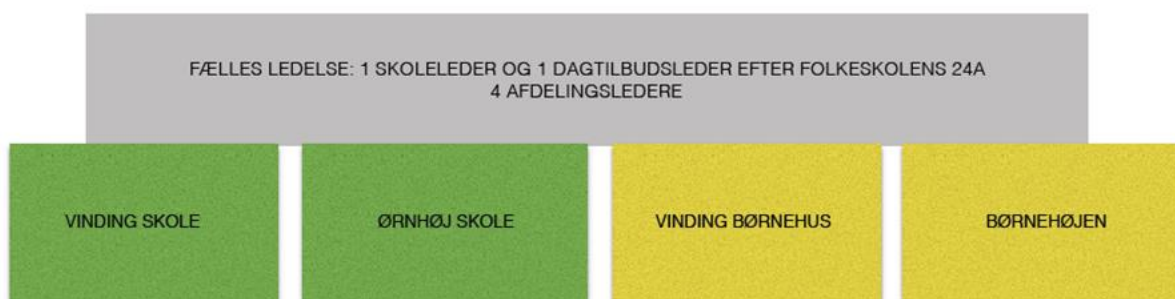 FÆLLES LEDELSE: 1 SKOLELEDER OG 1 DAGTILBUDSLEDER EFTER FOLKESKOLENS 24A
4 AFDELINGSLEDERE
VINDING SKOLE
ØRNHØJ SKOLE
VINDING BØRNEHUS
BØRNEHØJEN